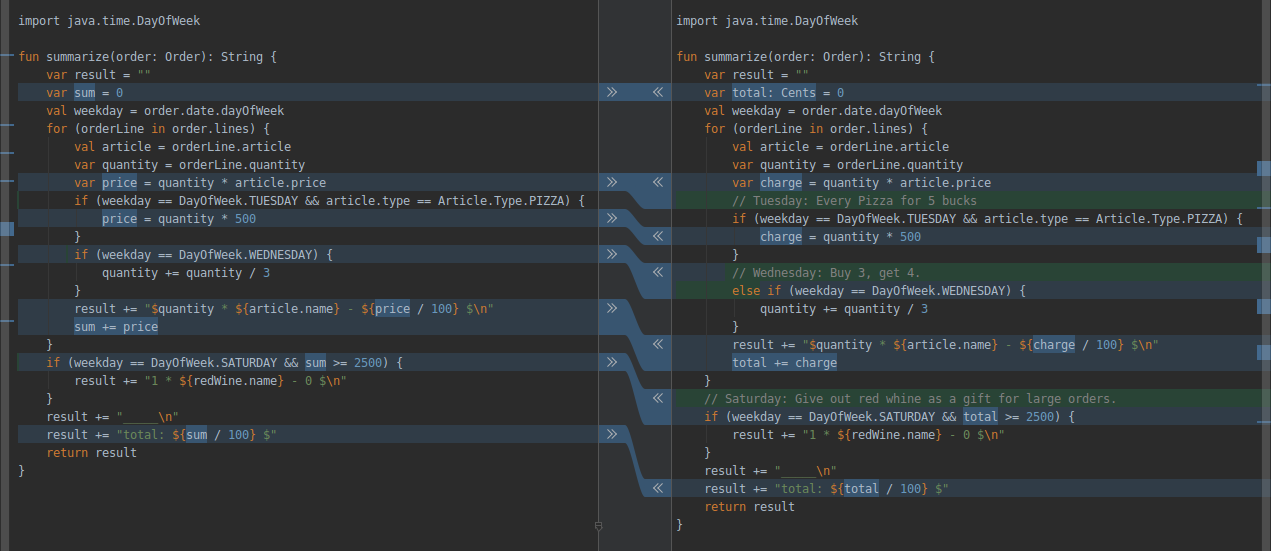 import java.time.DayOfWeek
fun summarize(order: Order): String {
var result = ""
var sum = 0
val weekday = order.date.dayOfWeek
for (orderLine in order.lines) {
val article = orderLine.article
var quantity = orderLine.quantity
var price = quantity * article.price
if (weekday == DayOfWeek.TUESDAY && article.type == Article.Type.PIZZA) {
price = quantity * 500
}
if (weekday == DayOfWeek.WEDNESDAY) {
quantity += quantity / 3
}
result += "$quantity * ${article.name} - ${price / 100} $\n"
sum += price
}
if (weekday == DayOfWeek.SATURDAY && sum >= 2500) {
result += "1 * ${redWine.name} - 0 $\n"
}
result += "_____\n"
result += "total: ${sum / 100} $"
return result
}
import java.time.DayOfWeek
fun summarize(order: Order): String {
var result = ""
var total: Cents = 0
val weekday = order.date.dayOfWeek
for (orderLine in order.lines) {
val article = orderLine.article
var quantity = orderLine.quantity
var charge = quantity * article.price
// Tuesday: Every Pizza for 5 bucks
if (weekday == DayOfWeek.TUESDAY && article.type == Article.Type.PIZZA) {
charge = quantity * 500
}
// Wednesday: Buy 3, get 4.
else if (weekday == DayOfWeek.WEDNESDAY) {
quantity += quantity / 3
}
result += "$quantity * ${article.name} - ${charge / 100} $\n"
total += charge
}
// Saturday: Give out red whine as a gift for large orders.
if (weekday == DayOfWeek.SATURDAY && total >= 2500) {
result += "1 * ${redWine.name} - 0 $\n"
}
result += "_____\n"
result += "total: ${total / 100} $"
return result
}